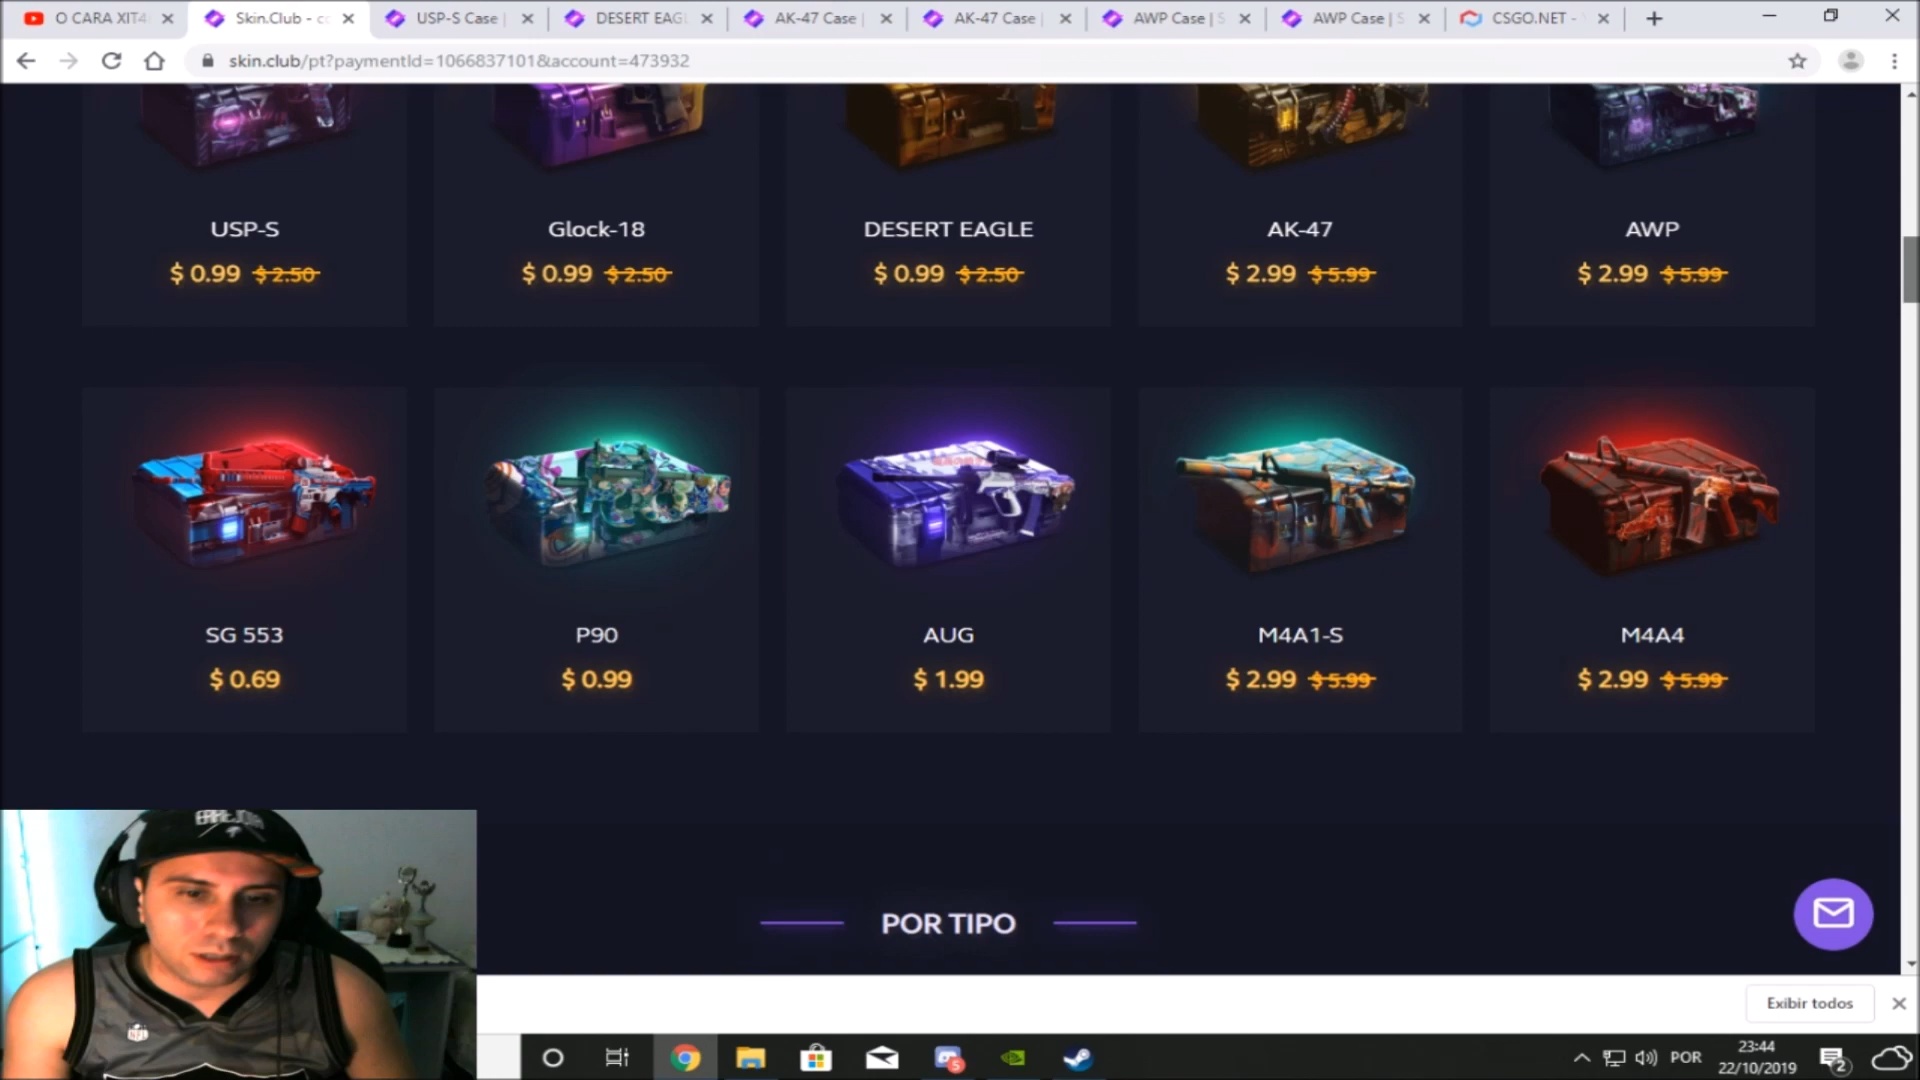 O CARA XIT4
Skin.Club - c
USP-S Case |
DESERT EAG
AK-47 Case |
AK-47 Case |
AWP Case | S
AWP Case | S
CSGO.NET -
skin.club/pt?paymentId=1066837101&account=473932
USP-S
$ 0.99 $ 2.50
Glock-18
$ 0.99 $ 2.50
DESERT EAGLE
$ 0.99 $ 2.50
AK-47
$ 2.99 $ 5.99
AWP
$ 2.99 $ 5.99
SG 553
$ 0.69
P90
$ 0.99
AUG
$ 1.99
M4A1-S
$ 2.99 $ 5.99
M4A4
$ 2.99 $ 5.99
POR TIPO
Exibir todos
NFL
5
POR
23:44
22/10/2019
2